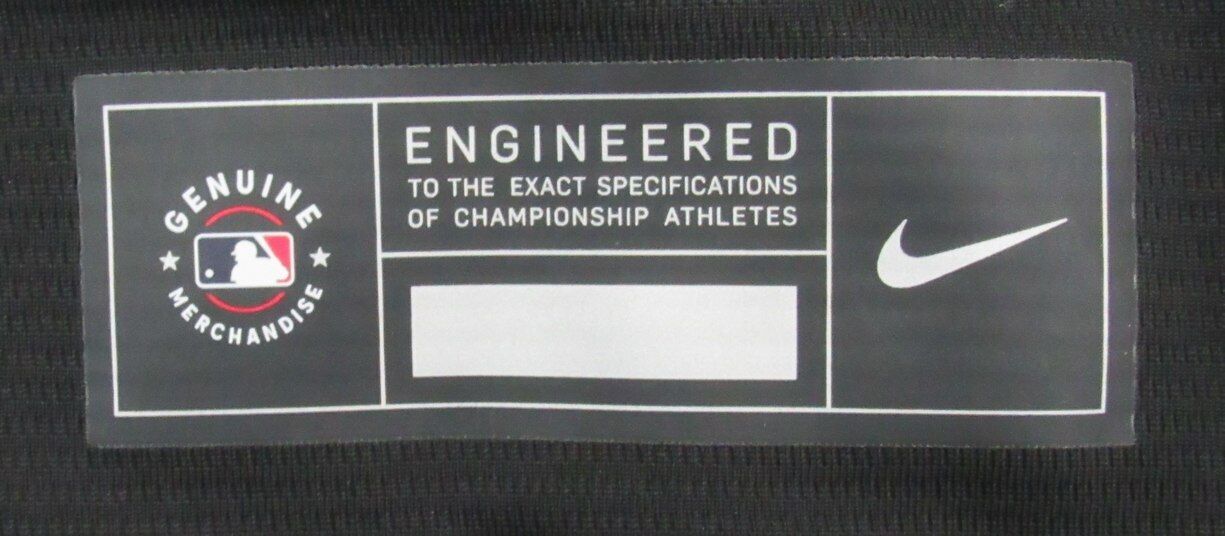 GENUINE
MERCHANDISE
ENGINEERED
TO THE EXACT SPECIFICATIONS
OF CHAMPIONSHIP ATHLETES